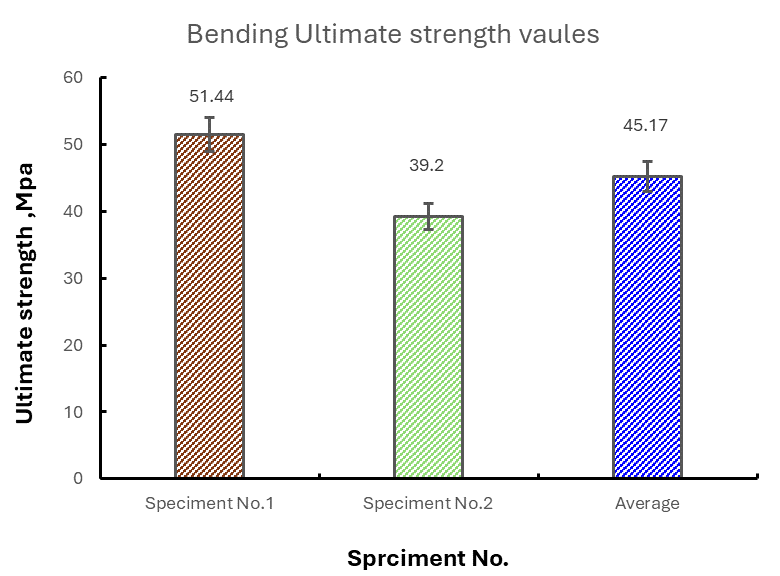 Bending Ultimate strength vaules
Ultimate strength ,Mpa
60
50
40
30
20
10
0
51.44
39.2
45.17
Speciment No.1
Speciment No.2
Average
Sprciment No.